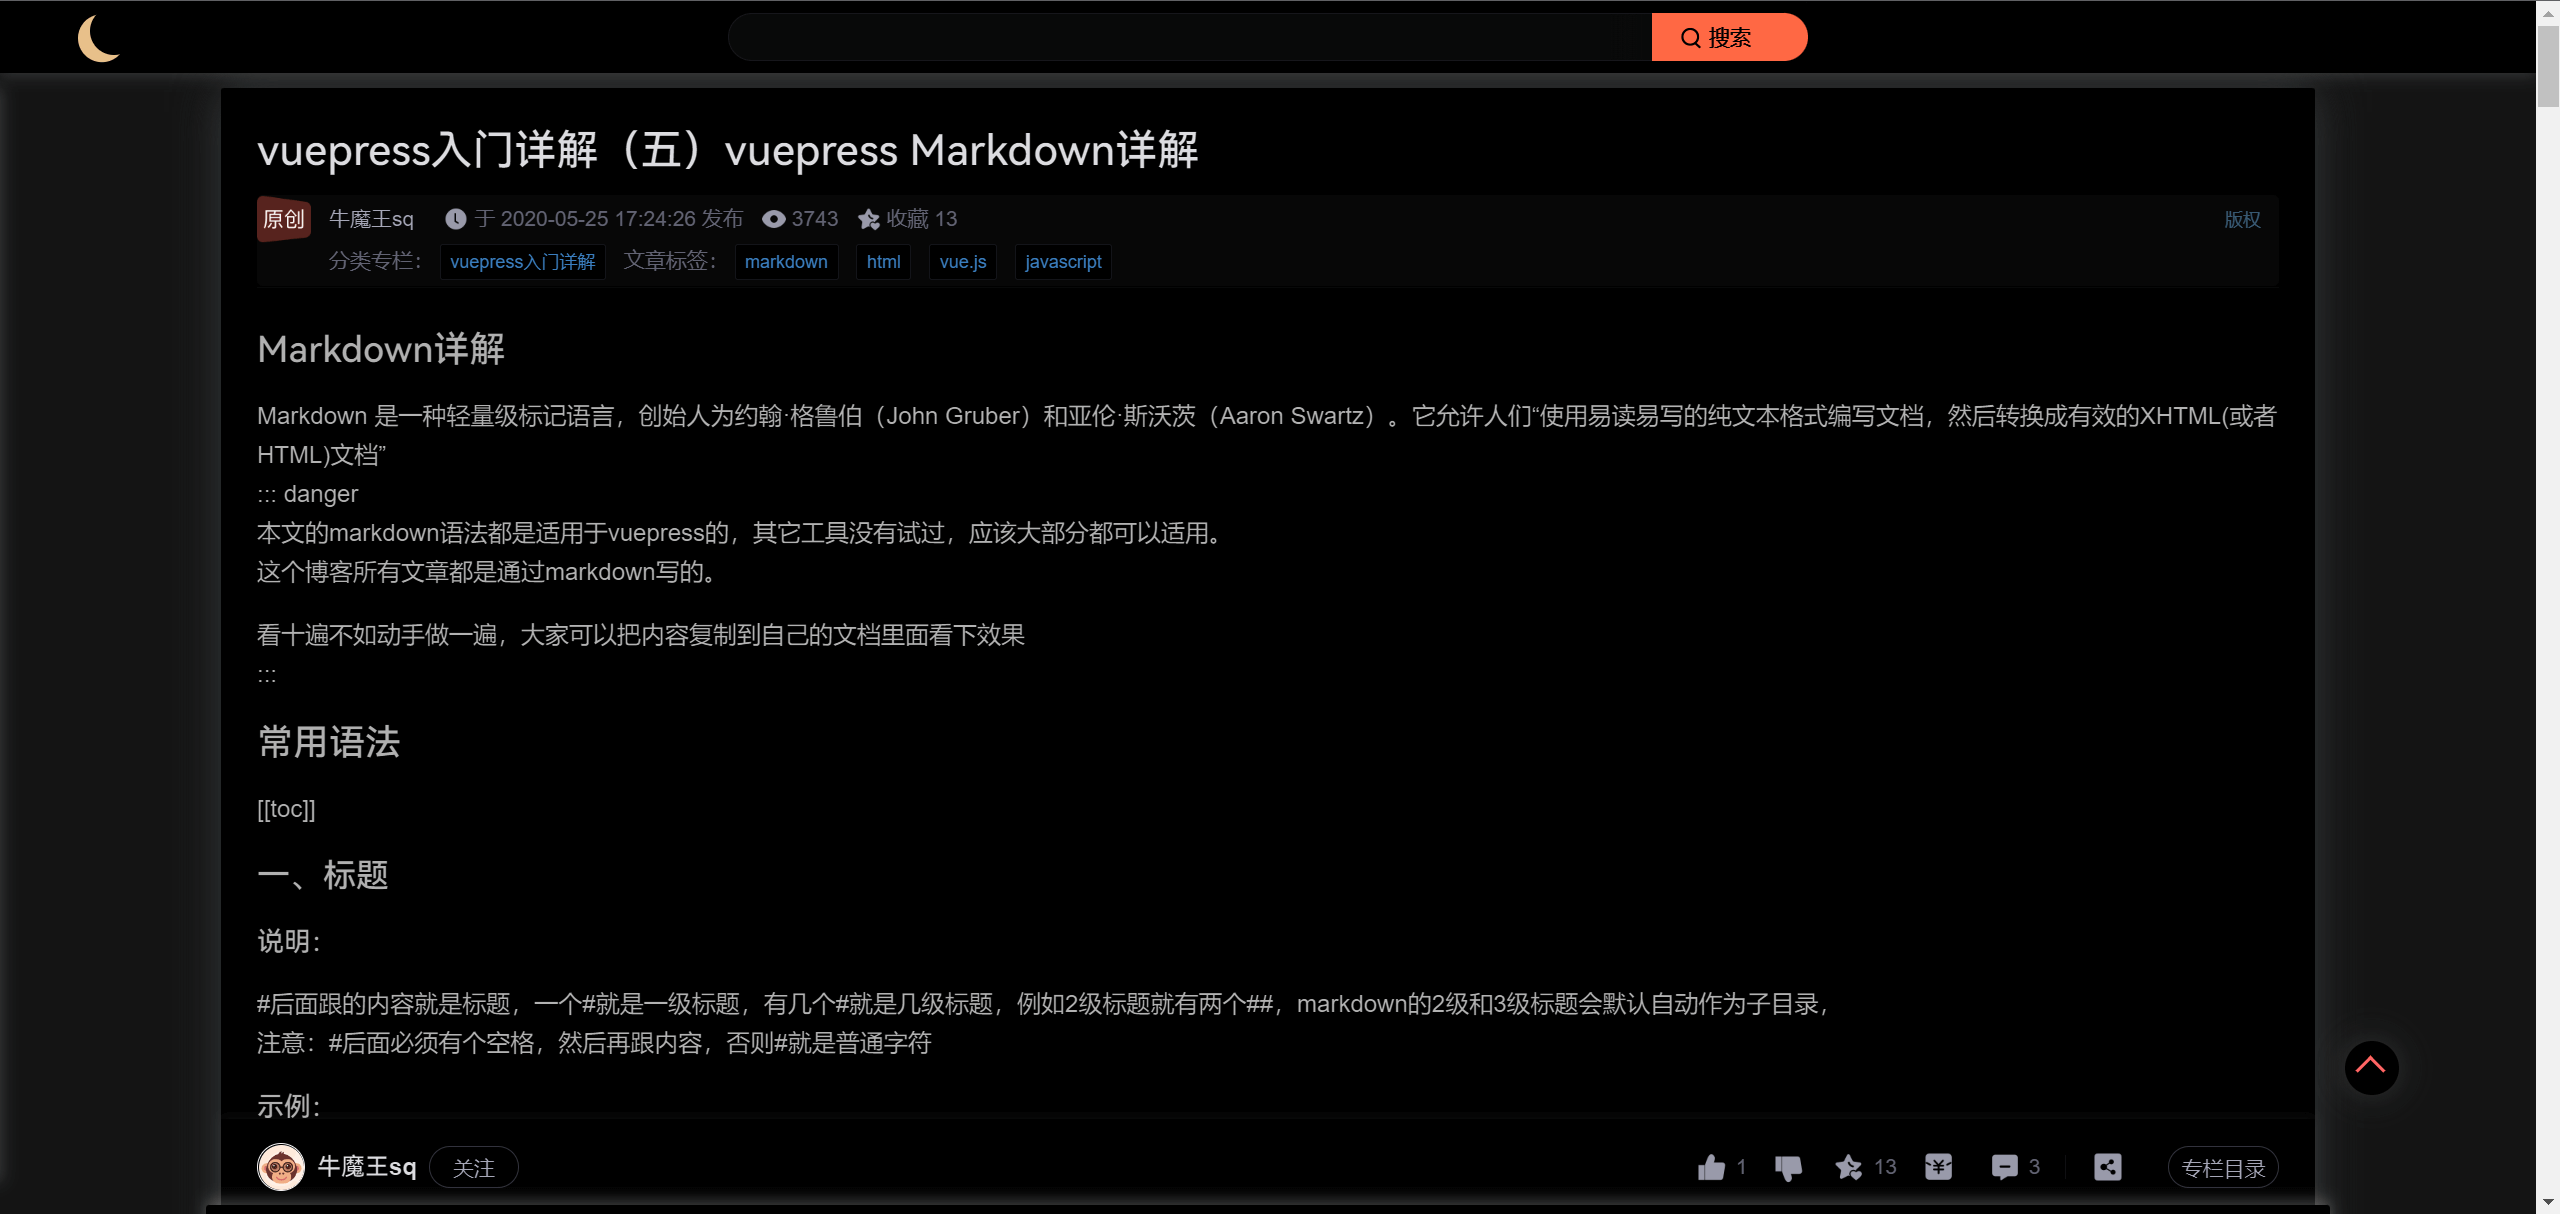 搜索
vuepress入门详解（五）vuepress Markdown详解
原创 牛魔王sq 于 2020-05-25 17:24:26 发布 3743 收藏 13 版权
分类专栏： vuepress入门详解 文章标签： markdown html vue.js javascript
Markdown详解
Markdown 是一种轻量级标记语言，创始人为约翰·格鲁伯（John Gruber）和亚伦·斯沃茨（Aaron Swartz）。它允许人们“使用易读易写的纯文本格式编写文档，然后转换成有效的XHTML(或者
HTML)文档”
::: danger
本文的markdown语法都是适用于vuepress的，其它工具没有试过，应该大部分都可以适用。
这个博客所有文章都是通过markdown写的。
看十遍不如动手做一遍，大家可以把内容复制到自己的文档里面看下效果
:::
常用语法
[[toc]]
一、标题
说明：
#后面跟的内容就是标题，一个#就是一级标题，有几个#就是几级标题，例如2级标题就有两个##，markdown的2级和3级标题会默认自动作为子目录，
注意：#后面必须有个空格，然后再跟内容，否则#就是普通字符
示例：
牛魔王sq 关注 1 13 3 专栏目录